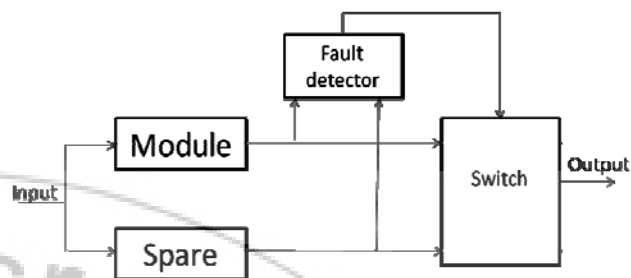 Fault
detector
Module
Switch
Output
Input
Spare